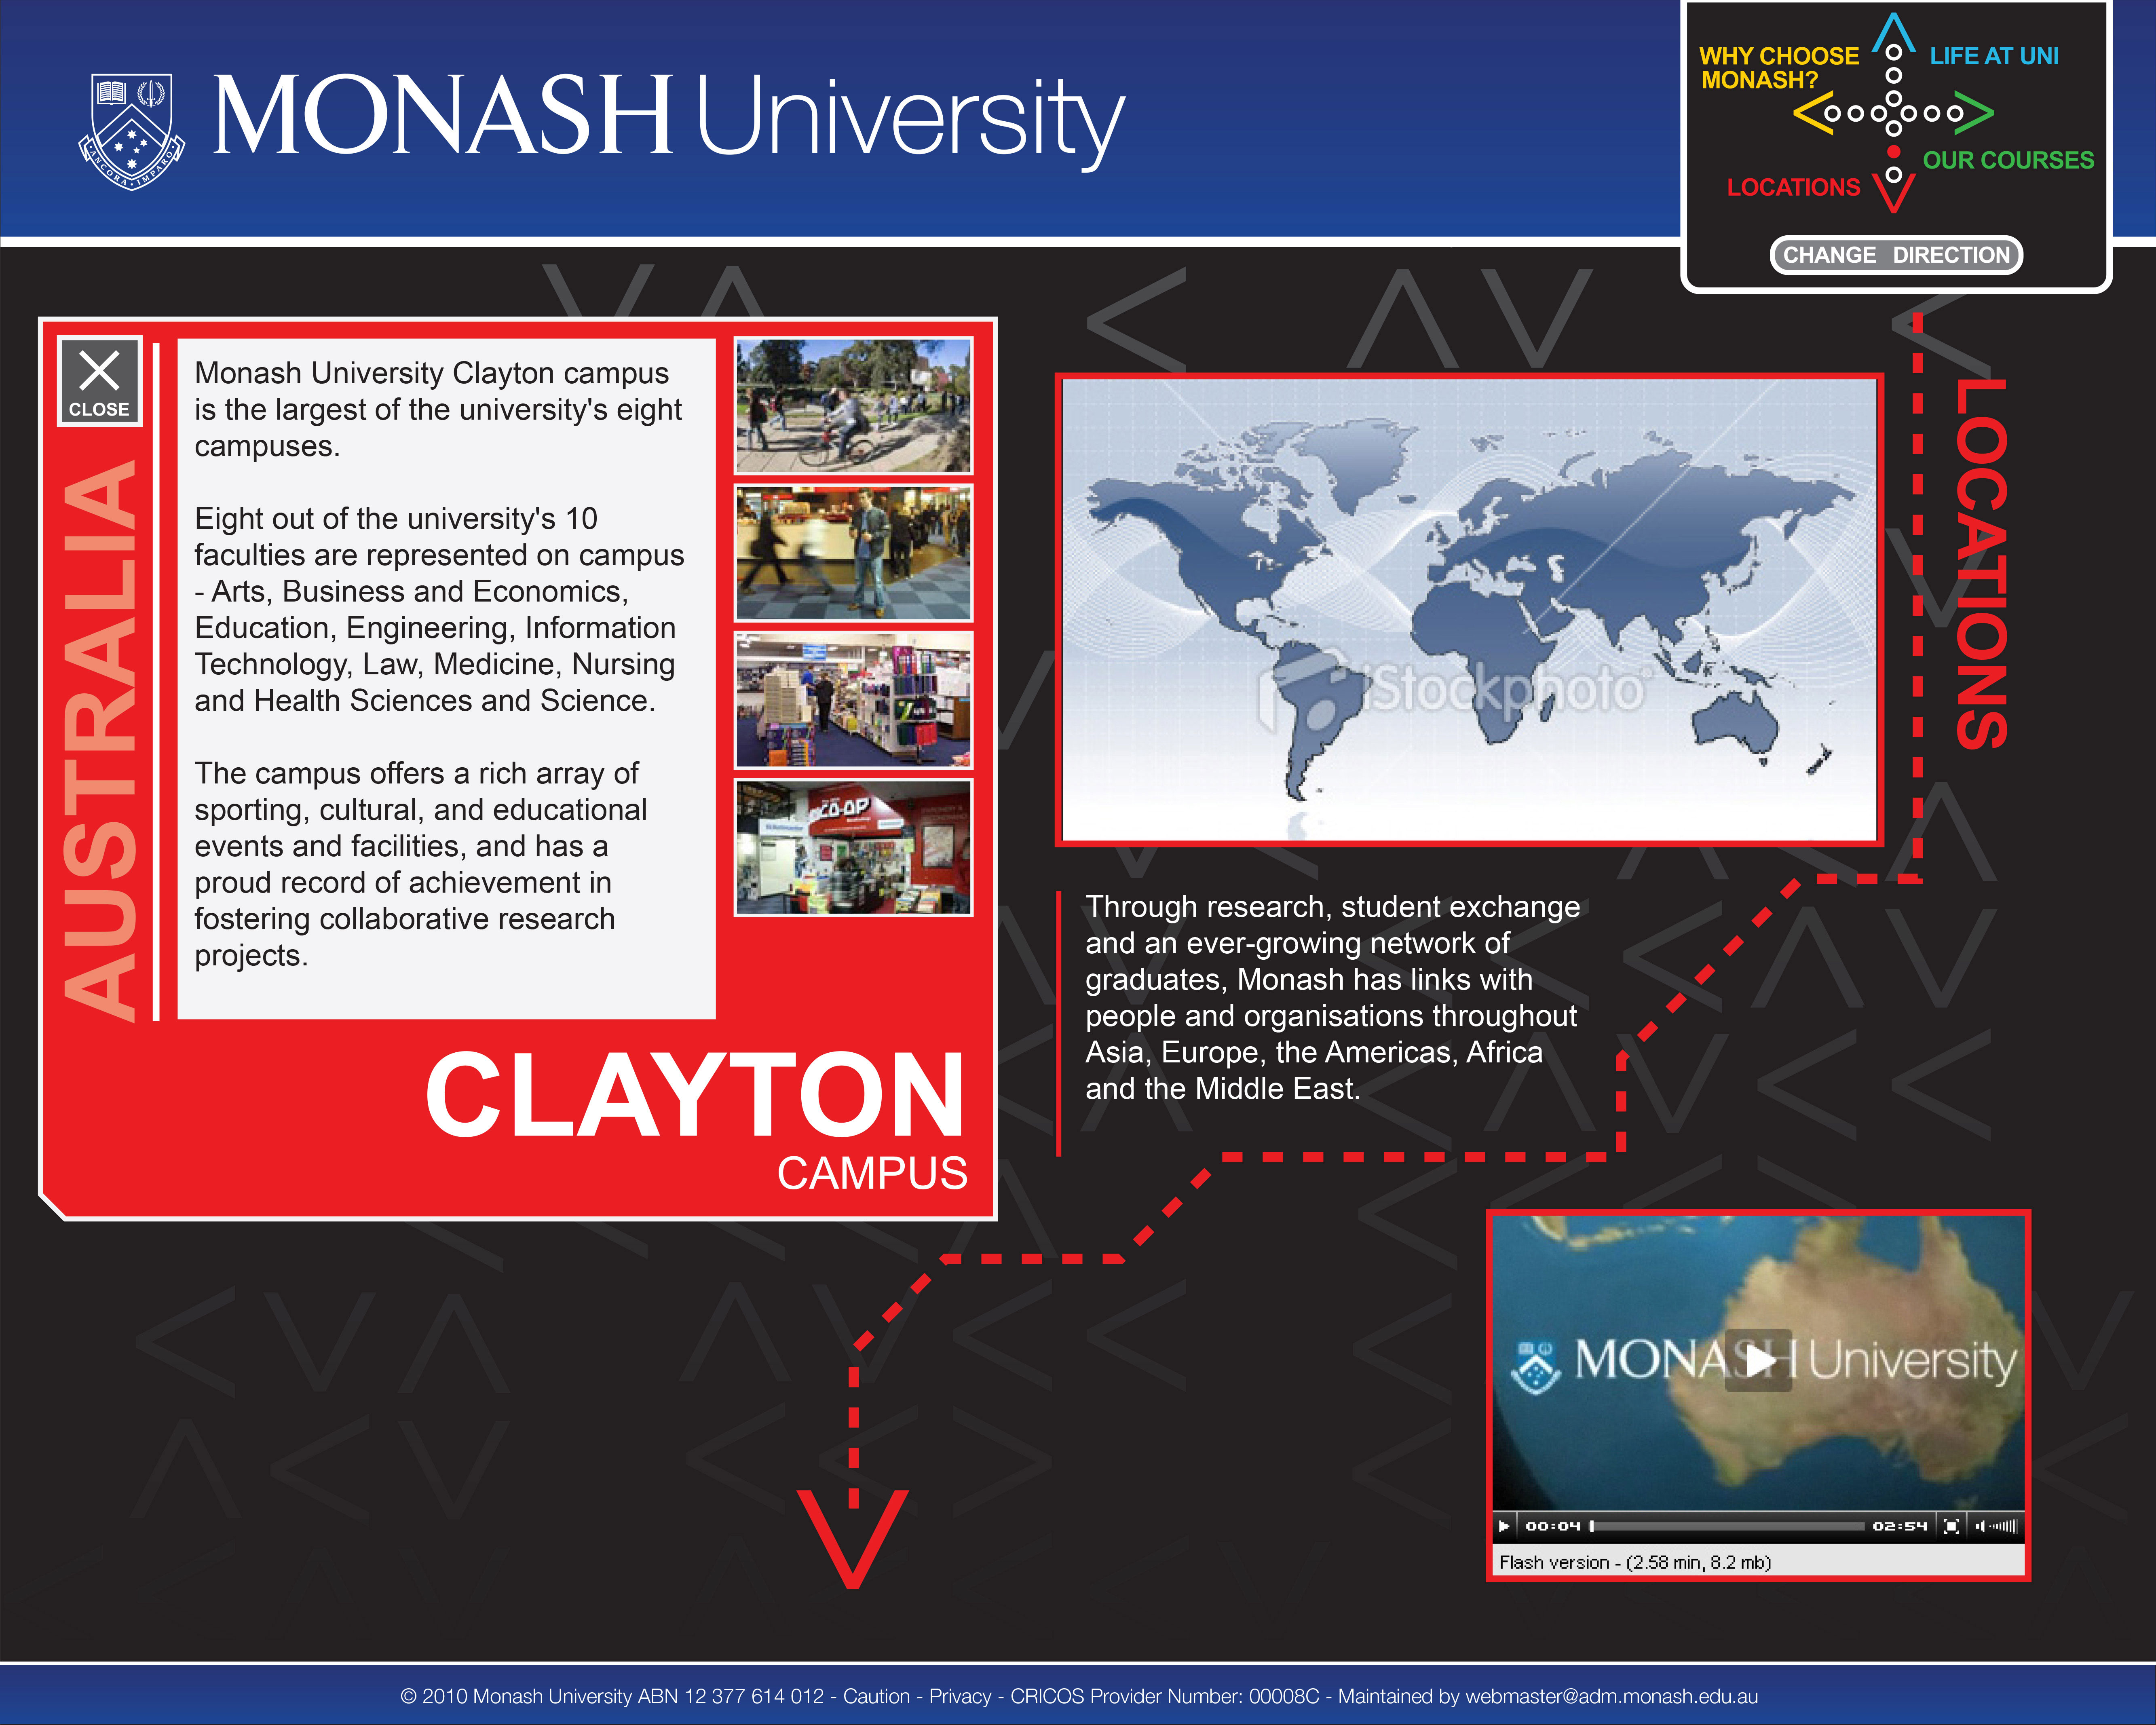 ANCORA IMPARO
MONASH University
WHY CHOOSE
MONASH?
LIFE AT UNI
OUR COURSES
LOCATIONS
CHANGE DIRECTION
CLOSE
AUSTRALIA
Monash University Clayton campus
is the largest of the university's eight
campuses.
Eight out of the university's 10
faculties are represented on campus
- Arts, Business and Economics,
Education, Engineering, Information
Technology, Law, Medicine, Nursing
and Health Sciences and Science.
The campus offers a rich array of
sporting, cultural, and educational
events and facilities, and has a
proud record of achievement in
fostering collaborative research
projects.
CO-OP
CLAYTON
CAMPUS
iStockphoto
LOCATIONS
Through research, student exchange
and an ever-growing network of
graduates, Monash has links with
people and organisations throughout
Asia, Europe, the Americas, Africa
and the Middle East.
MONASH University
00:04
02:54
Flash version - (2.58 min, 8.2 mb)
© 2010 Monash University ABN 12 377 614 012 - Caution - Privacy - CRICOS Provider Number: 00008C - Maintained by webmaster@adm.monash.edu.au